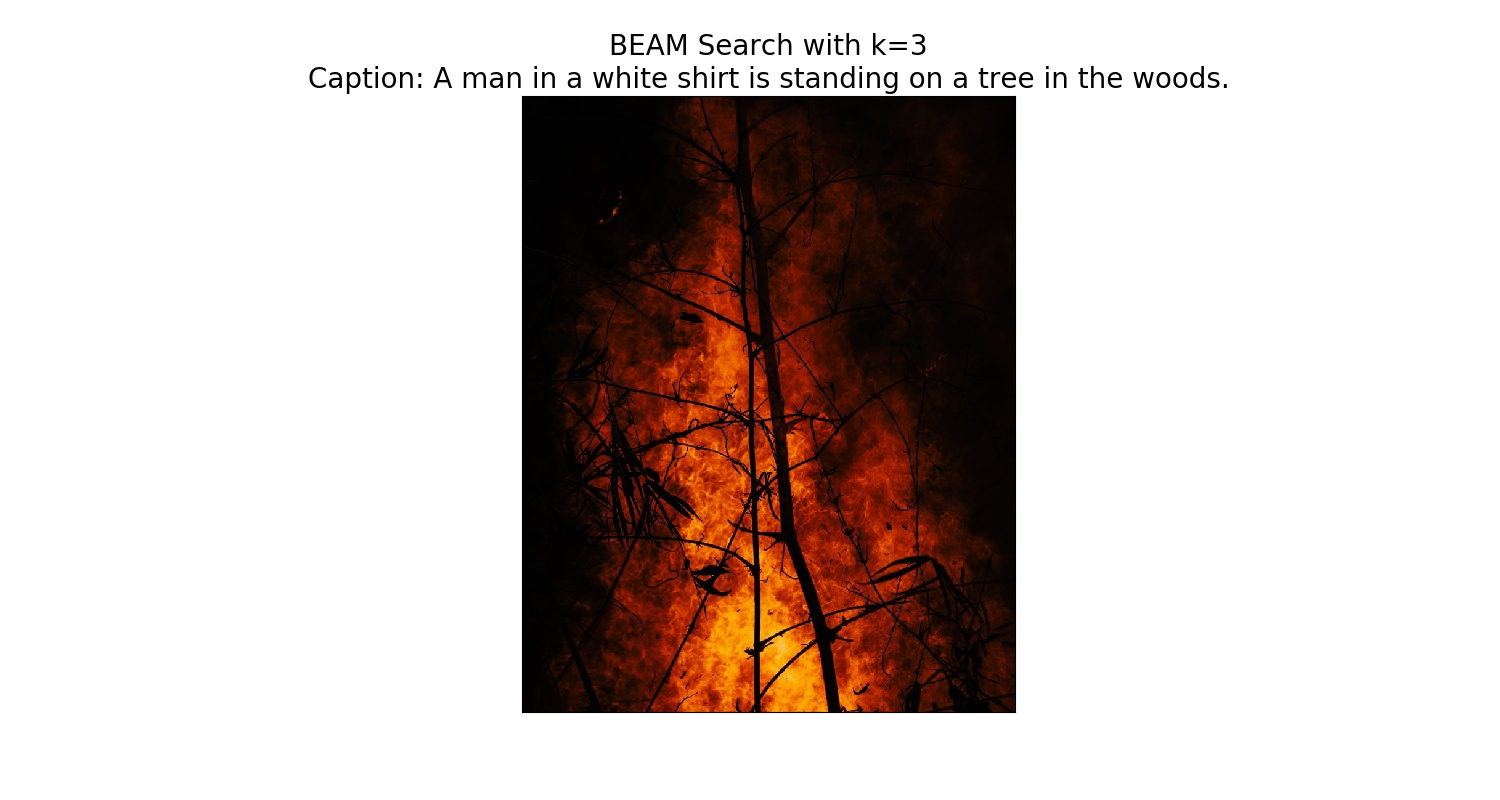 BEAM Search with k=3
Caption: A man in a white shirt is standing on a tree in the woods.